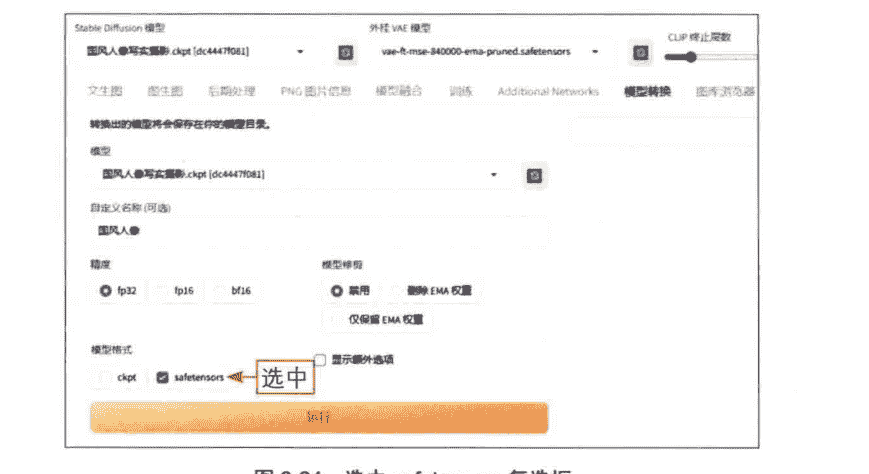 Stable Diffusion 模型
外挂 VAE 模型
CLIP 终止层数
国风人像写实摄影.ckpt [dc4447f081]
vae-ft-mse-840000-ema-pruned.safetensors
文生图 图生图 后期处理 PNG 图片信息 模型融合 训练 Additional Networks 模型转换 图库浏览器
转换出的模型将会保存在你的模型目录。
模型
国风人像写实摄影.ckpt [dc4447f081]
自定义名称 (可选)
国风人像
精度
模型修剪
fp32 fp16 bf16
禁用 删除 EMA 权重
仅保留 EMA 权重
模型格式
显示额外选项
ckpt safetensors
选中
运行